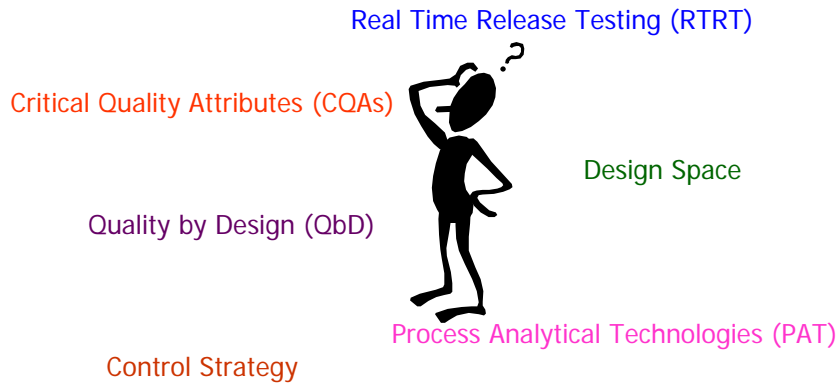 Real Time Release Testing (RTRT)
?
Critical Quality Attributes (CQAs)
Design Space
Quality by Design (QbD)
Process Analytical Technologies (PAT)
Control Strategy